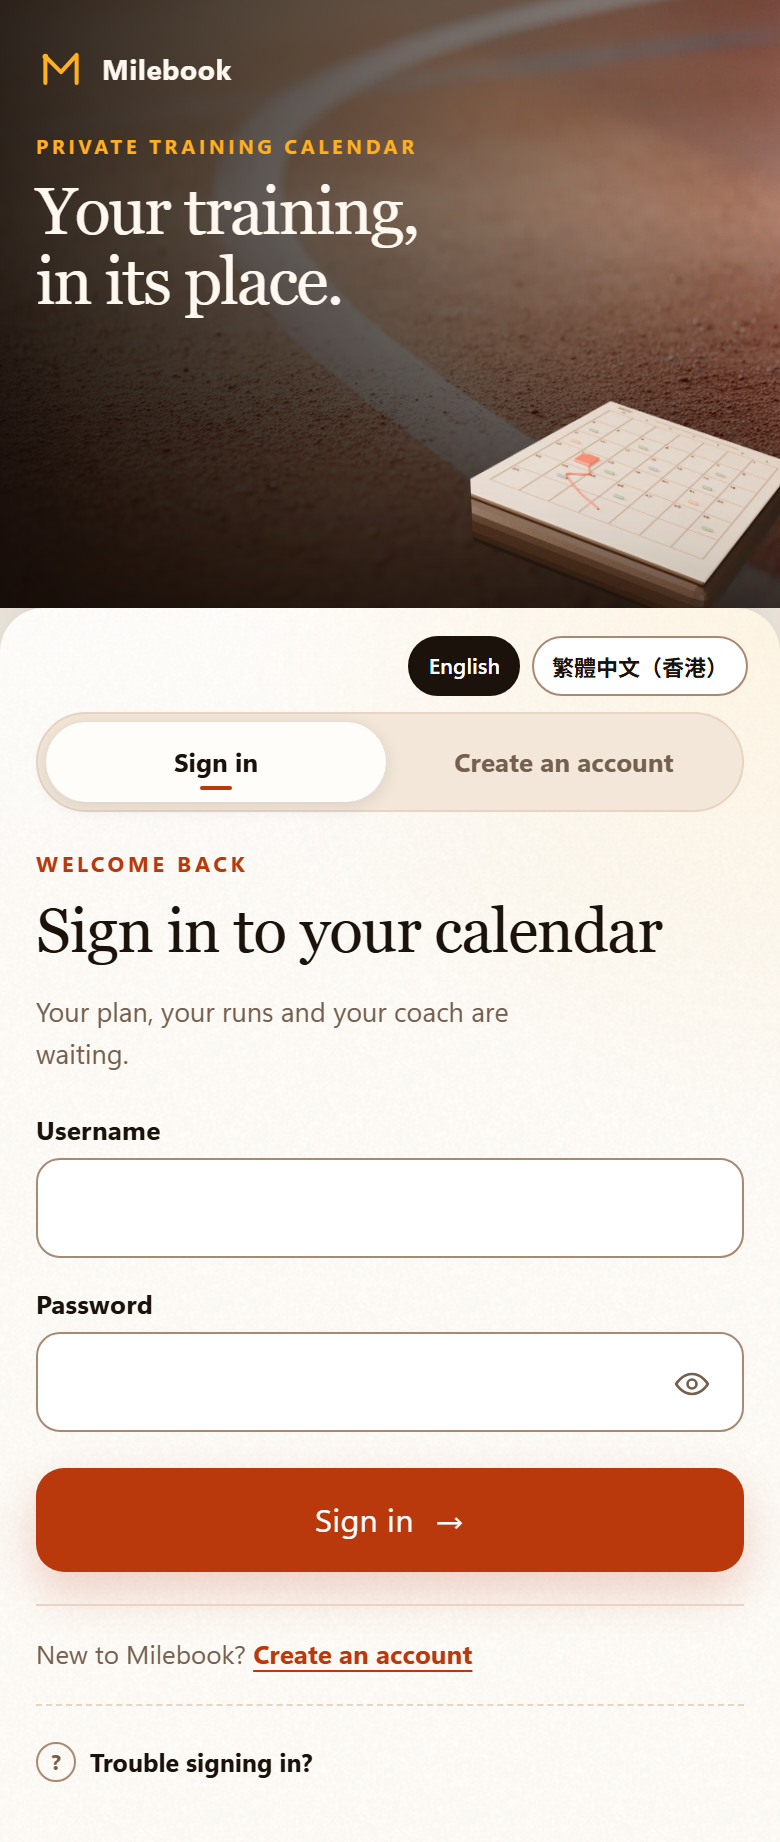 Milebook
PRIVATE TRAINING CALENDAR
Your training,
in its place.
English
繁體中文（香港）
Sign in
Create an account
WELCOME BACK
Sign in to your calendar
Your plan, your runs and your coach are
waiting.
Username
Password
Sign in →
New to Milebook? Create an account
? Trouble signing in?